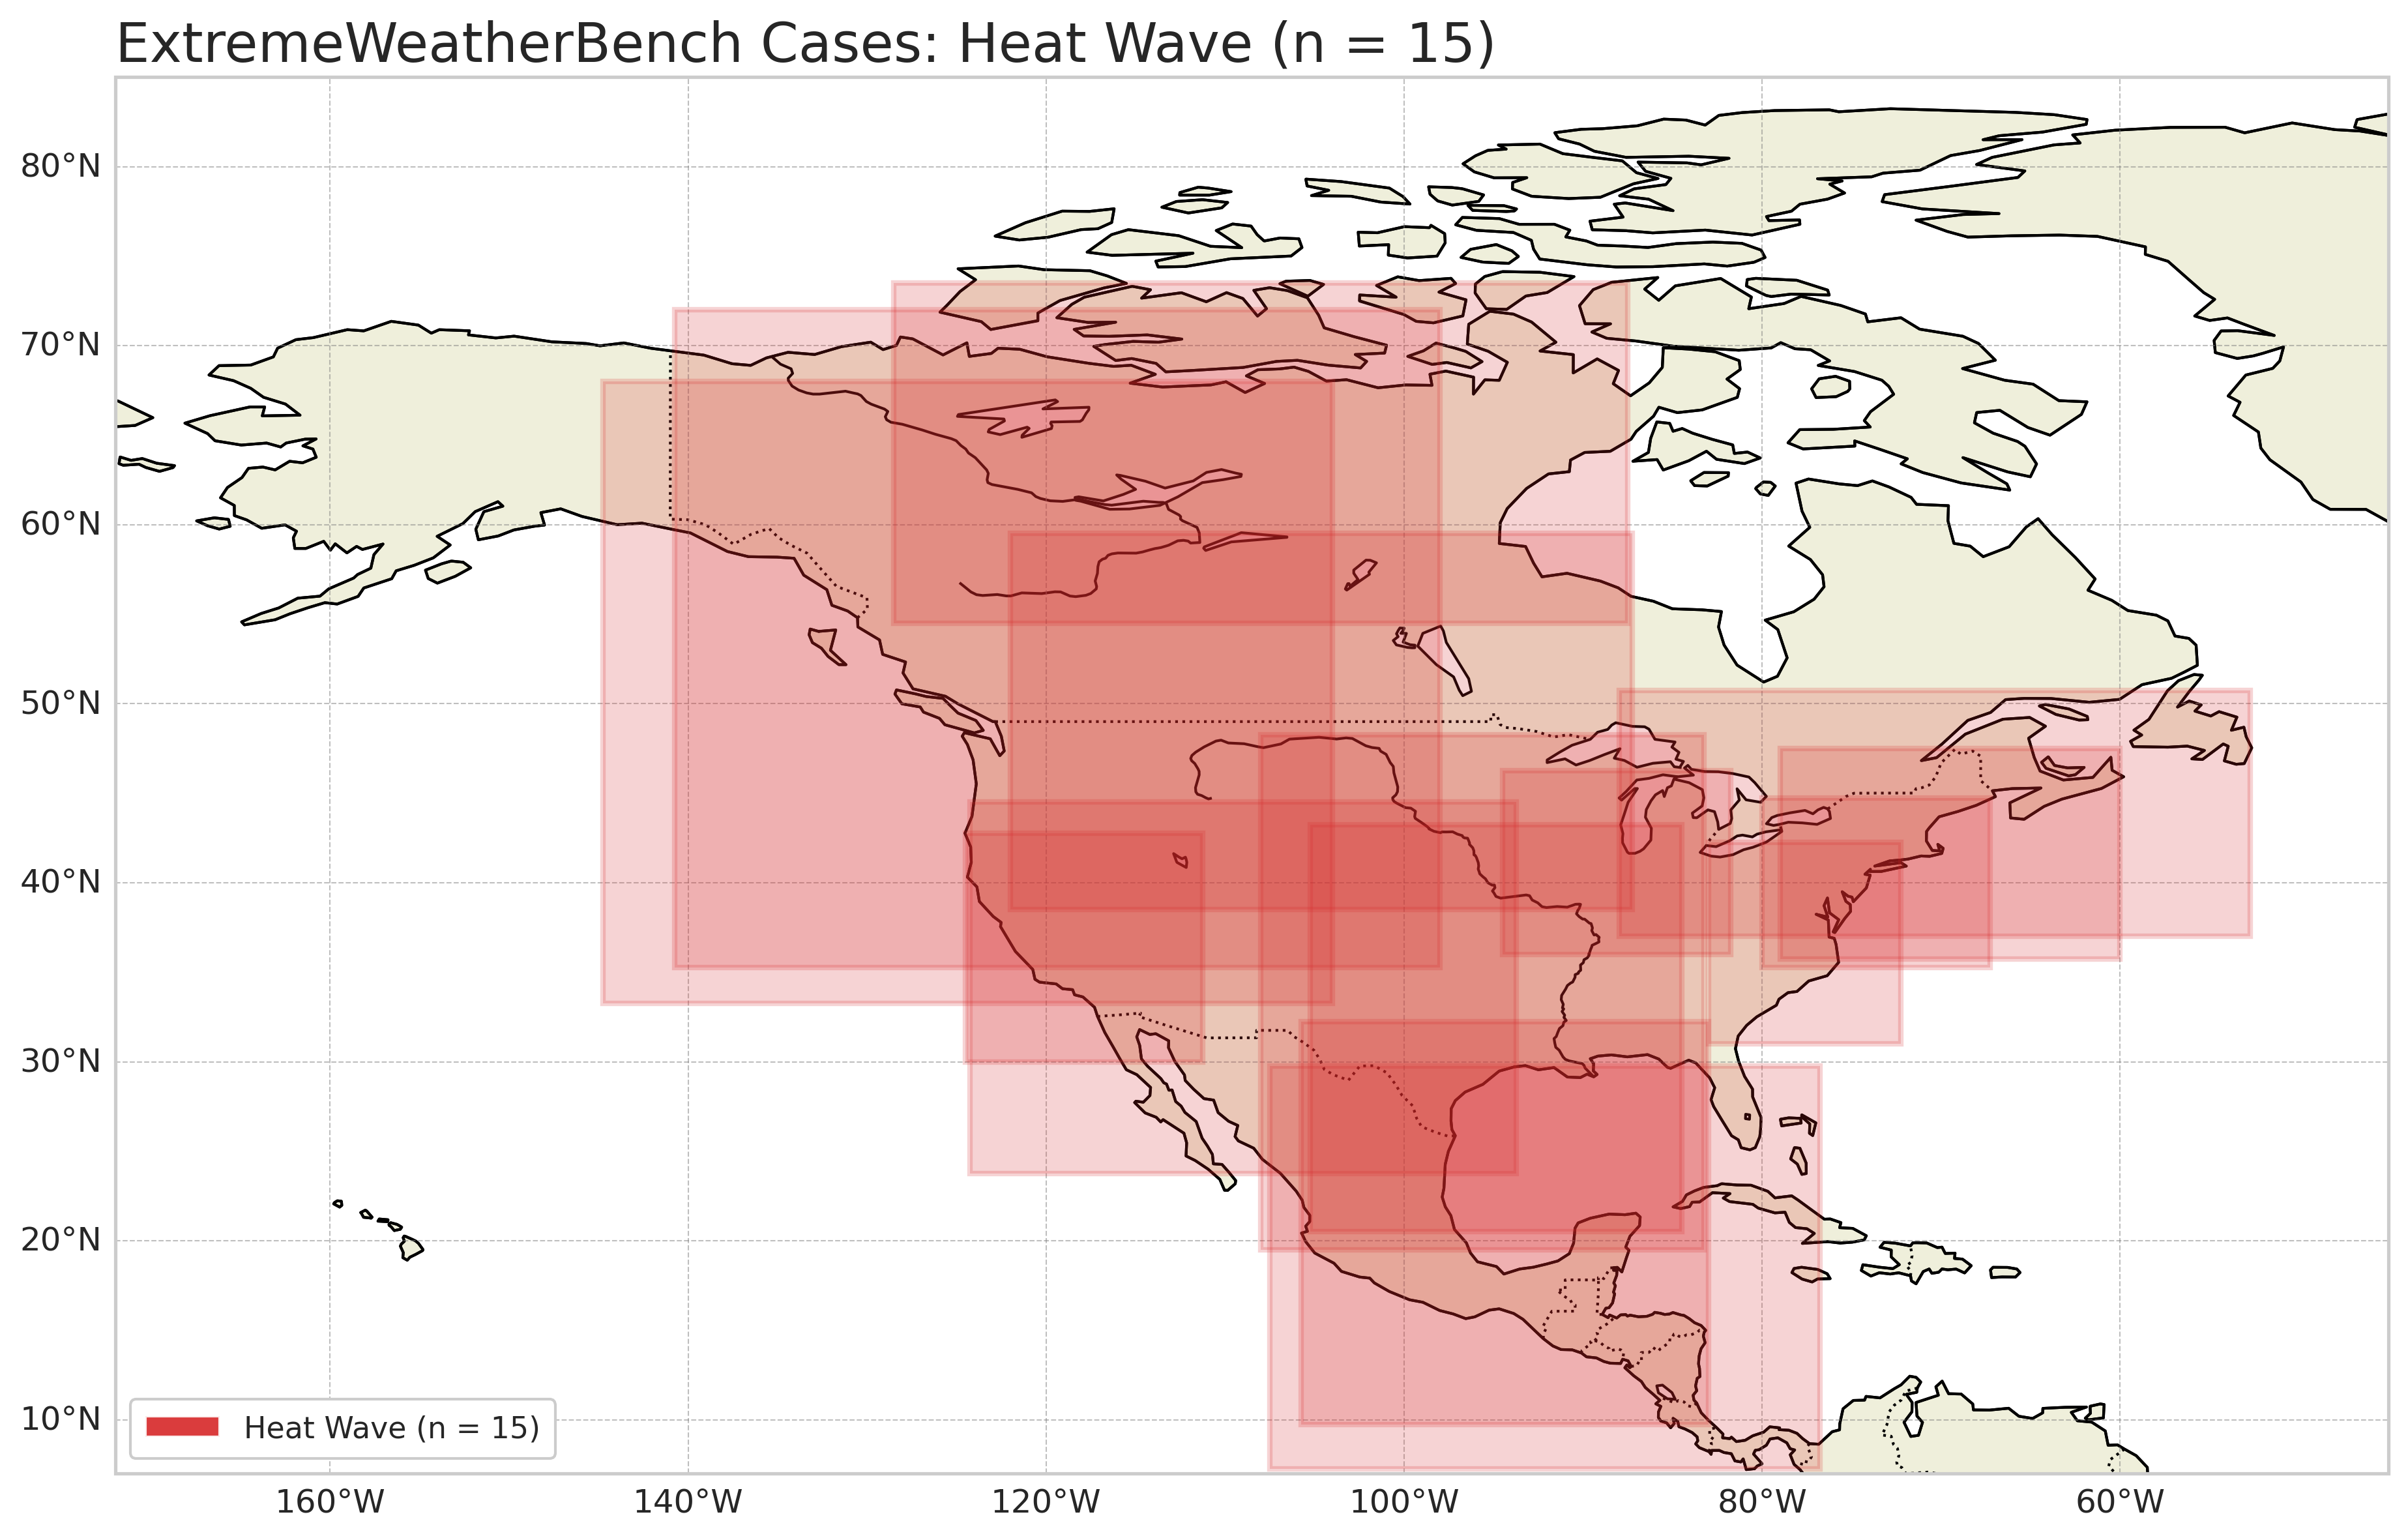 ExtremeWeatherBench Cases: Heat Wave (n = 15)
80°N
70°N
60°N
50°N
40°N
30°N
20°N
10°N
Heat Wave (n = 15)
160°W
140°W
120°W
100°W
80°W
60°W